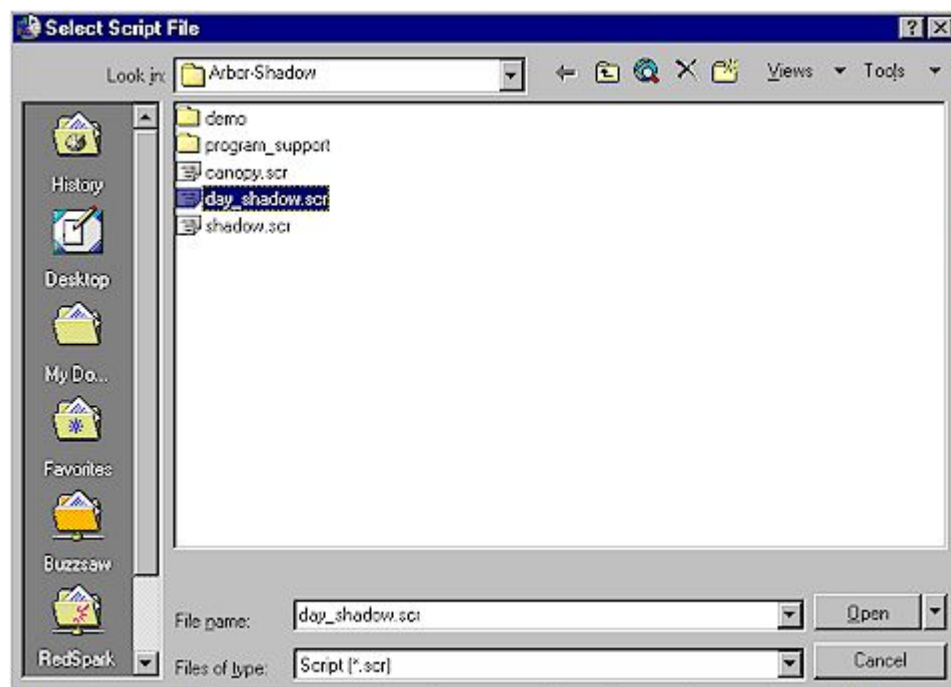 Select Script File
Look in: Arbor-Shadow Views Tools
demo
program_support
canopy.scr
day_shadow.scr
shadow.scr
History
Desktop
My Do...
Favorites
Buzzsaw
RedSpark
File name: day_shadow.scr Open
Files of type: Script (*.scr) Cancel